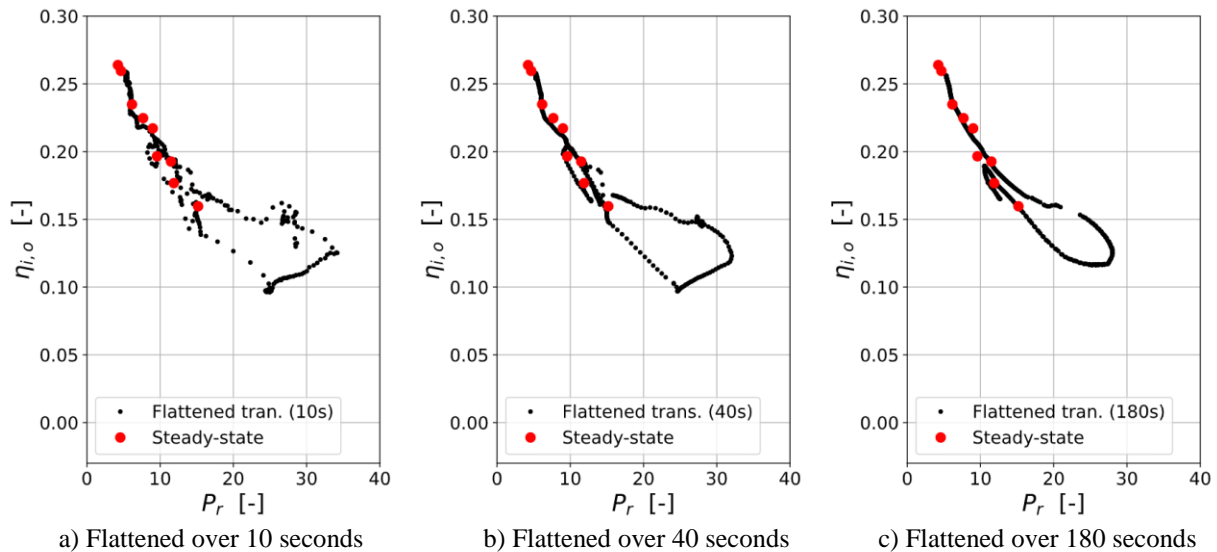 0.30
0.25
0.20
0.15
0.10
0.05
0.00
η_{i, o} [-]
Flattened tran. (10s)
Steady-state
0 10 20 30 40
P_r [-]
a) Flattened over 10 seconds
0.30
0.25
0.20
0.15
0.10
0.05
0.00
η_{i, o} [-]
Flattened trans. (40s)
Steady-state
0 10 20 30 40
P_r [-]
b) Flattened over 40 seconds
0.30
0.25
0.20
0.15
0.10
0.05
0.00
η_{i, o} [-]
Flattened tran. (180s)
Steady-state
0 10 20 30 40
P_r [-]
c) Flattened over 180 seconds